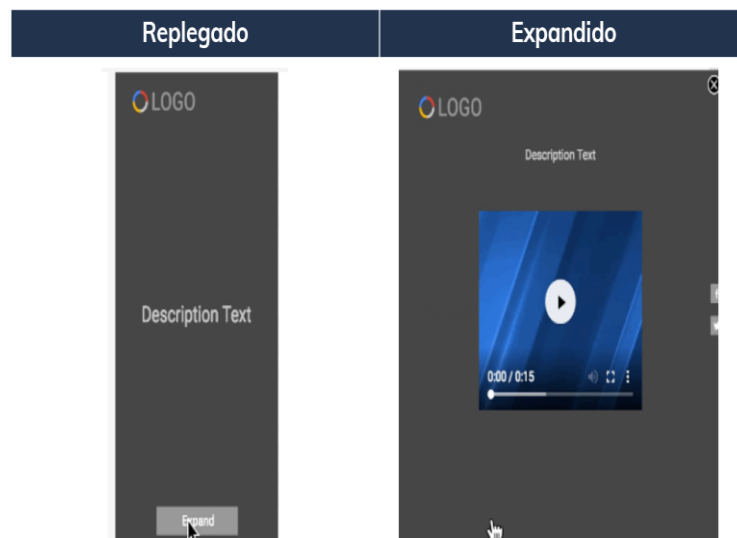 Replegado
Expandido
LOGO
Description Text
Expand
LOGO
Description Text
0:00 / 0:15